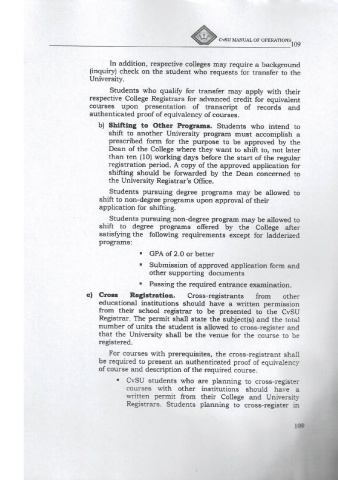 CvSU MANUAL OF OPERATIONS
109
In addition, respective colleges may require a background
(inquiry) check on the student who requests for transfer to the
University.
Students who qualify for transfer may apply with their
respective College Registrars for advanced credit for equivalent
courses upon presentation of transcript of records and
authenticated proof of equivalency of courses.
b) Shifting to Other Programs. Students who intend to
shift to another University program must accomplish a
prescribed form for the purpose to be approved by the
Dean of the College where they want to shift to, not later
than ten (10) working days before the start of the regular
registration period. A copy of the approved application for
shifting should be forwarded by the Dean concerned to
the University Registrar's Office.
Students pursuing degree programs may be allowed to
shift to non-degree programs upon approval of their
application for shifting.
Students pursuing non-degree program may be allowed to
shift to degree programs offered by the College after
satisfying the following requirements except for ladderized
programs:
• GPA of 2.0 or better
• Submission of approved application form and
other supporting documents
• Passing the required entrance examination.
c) Cross Registration. Cross-registrants from other
educational institutions should have a written permission
from their school registrar to be presented to the CvSU
Registrar. The permit shall state the subject(s) and the total
number of units the student is allowed to cross-register and
that the University shall be the venue for the course to be
registered.
For courses with prerequisites, the cross-registrant shall
be required to present an authenticated proof of equivalency
of course and description of the required course.
• CvSU students who are planning to cross-register
courses with other institutions should have a
written permit from their College and University
Registrars. Students planning to cross-register in
109